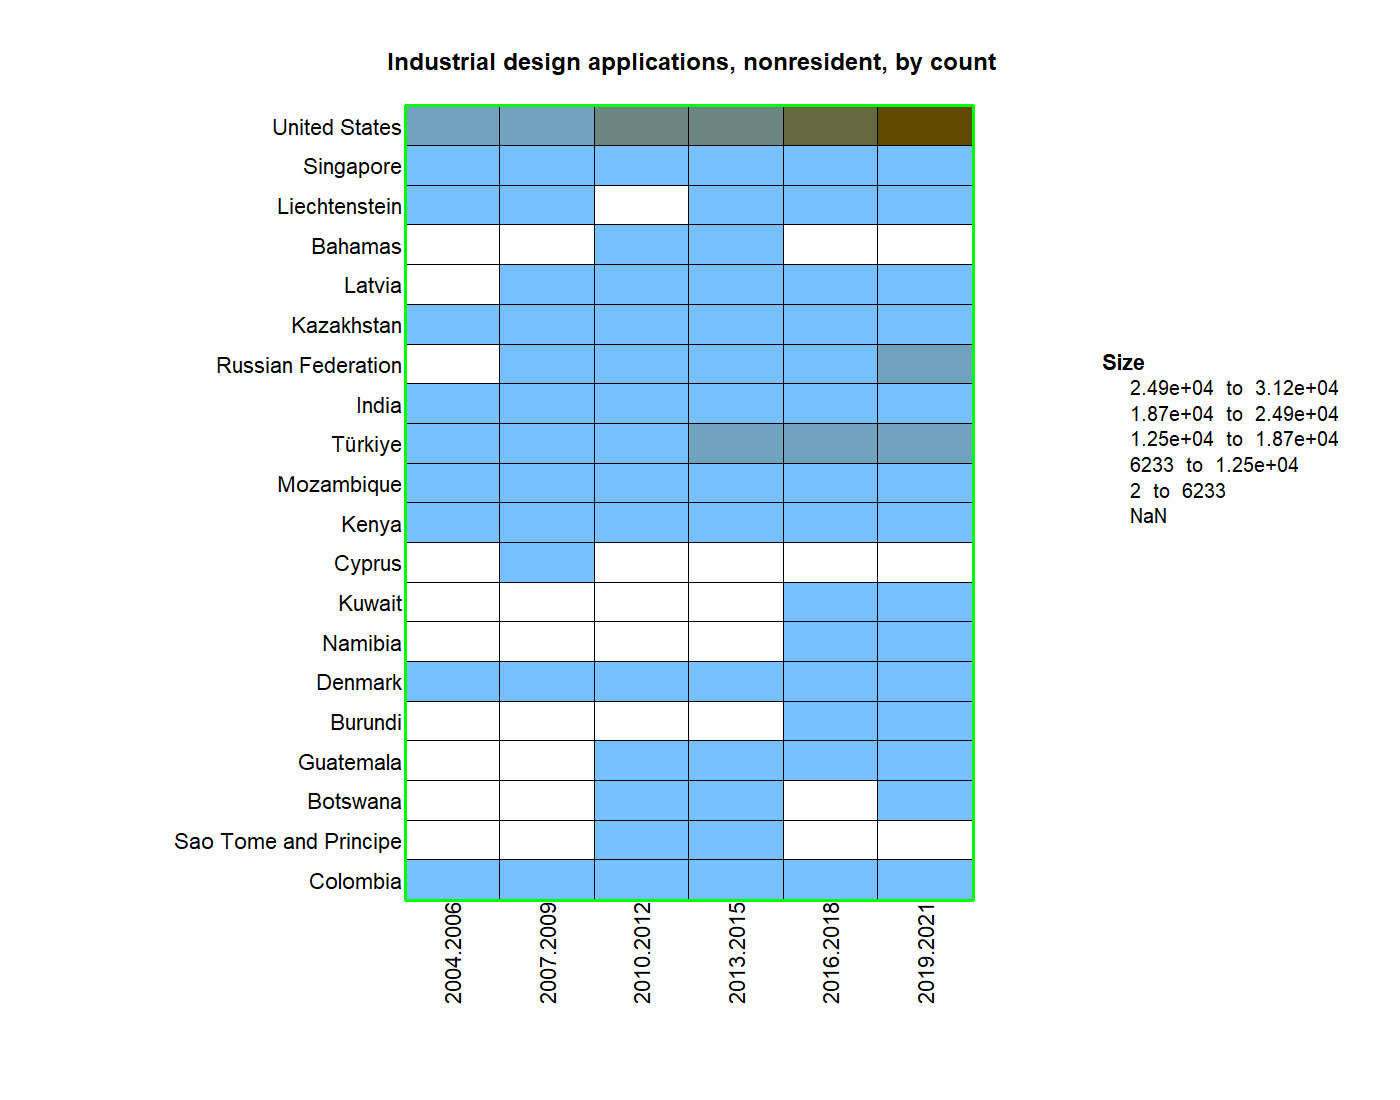 Industrial design applications, nonresident, by count
United States
Singapore
Liechtenstein
Bahamas
Latvia
Kazakhstan
Russian Federation
India
Türkiye
Mozambique
Kenya
Cyprus
Kuwait
Namibia
Denmark
Burundi
Guatemala
Botswana
Sao Tome and Principe
Colombia
2004.2006
2007.2009
2010.2012
2013.2015
2016.2018
2019.2021
Size
2.49e+04 to 3.12e+04
1.87e+04 to 2.49e+04
1.25e+04 to 1.87e+04
6233 to 1.25e+04
2 to 6233
NaN